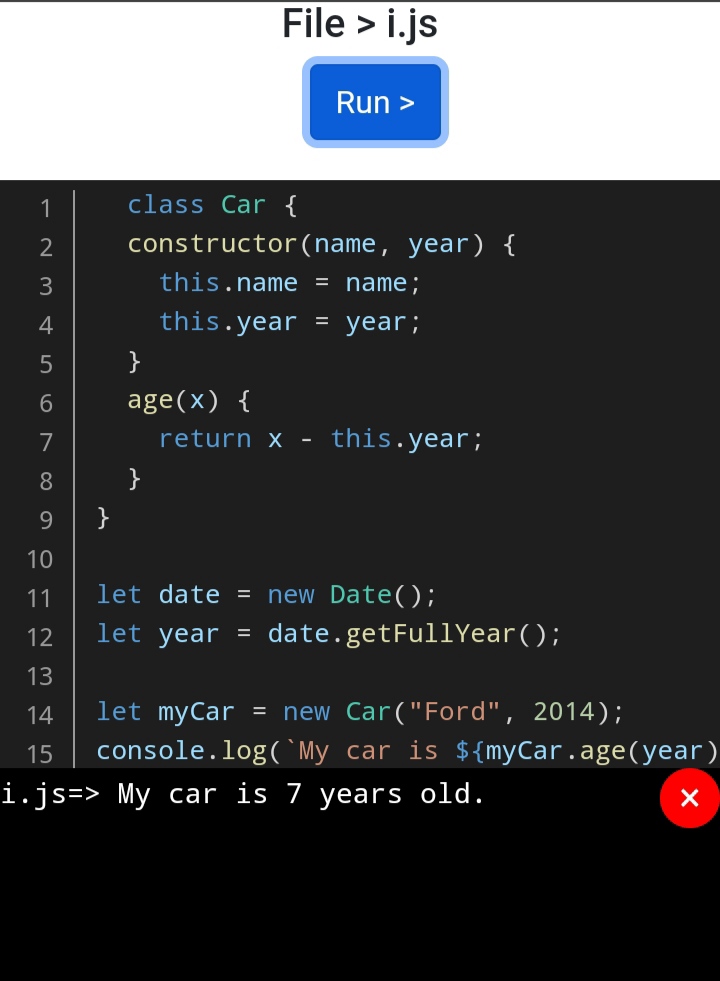 File > i.js
Run >
1 class Car {
2 constructor(name, year) {
3 this.name = name;
4 this.year = year;
5 }
6 age(x) {
7 return x - this.year;
8 }
9 }
10
11 let date = new Date();
12 let year = date.getFullYear();
13
14 let myCar = new Car("Ford", 2014);
15 console.log(`My car is ${myCar.age(year)
i.js=> My car is 7 years old.
×